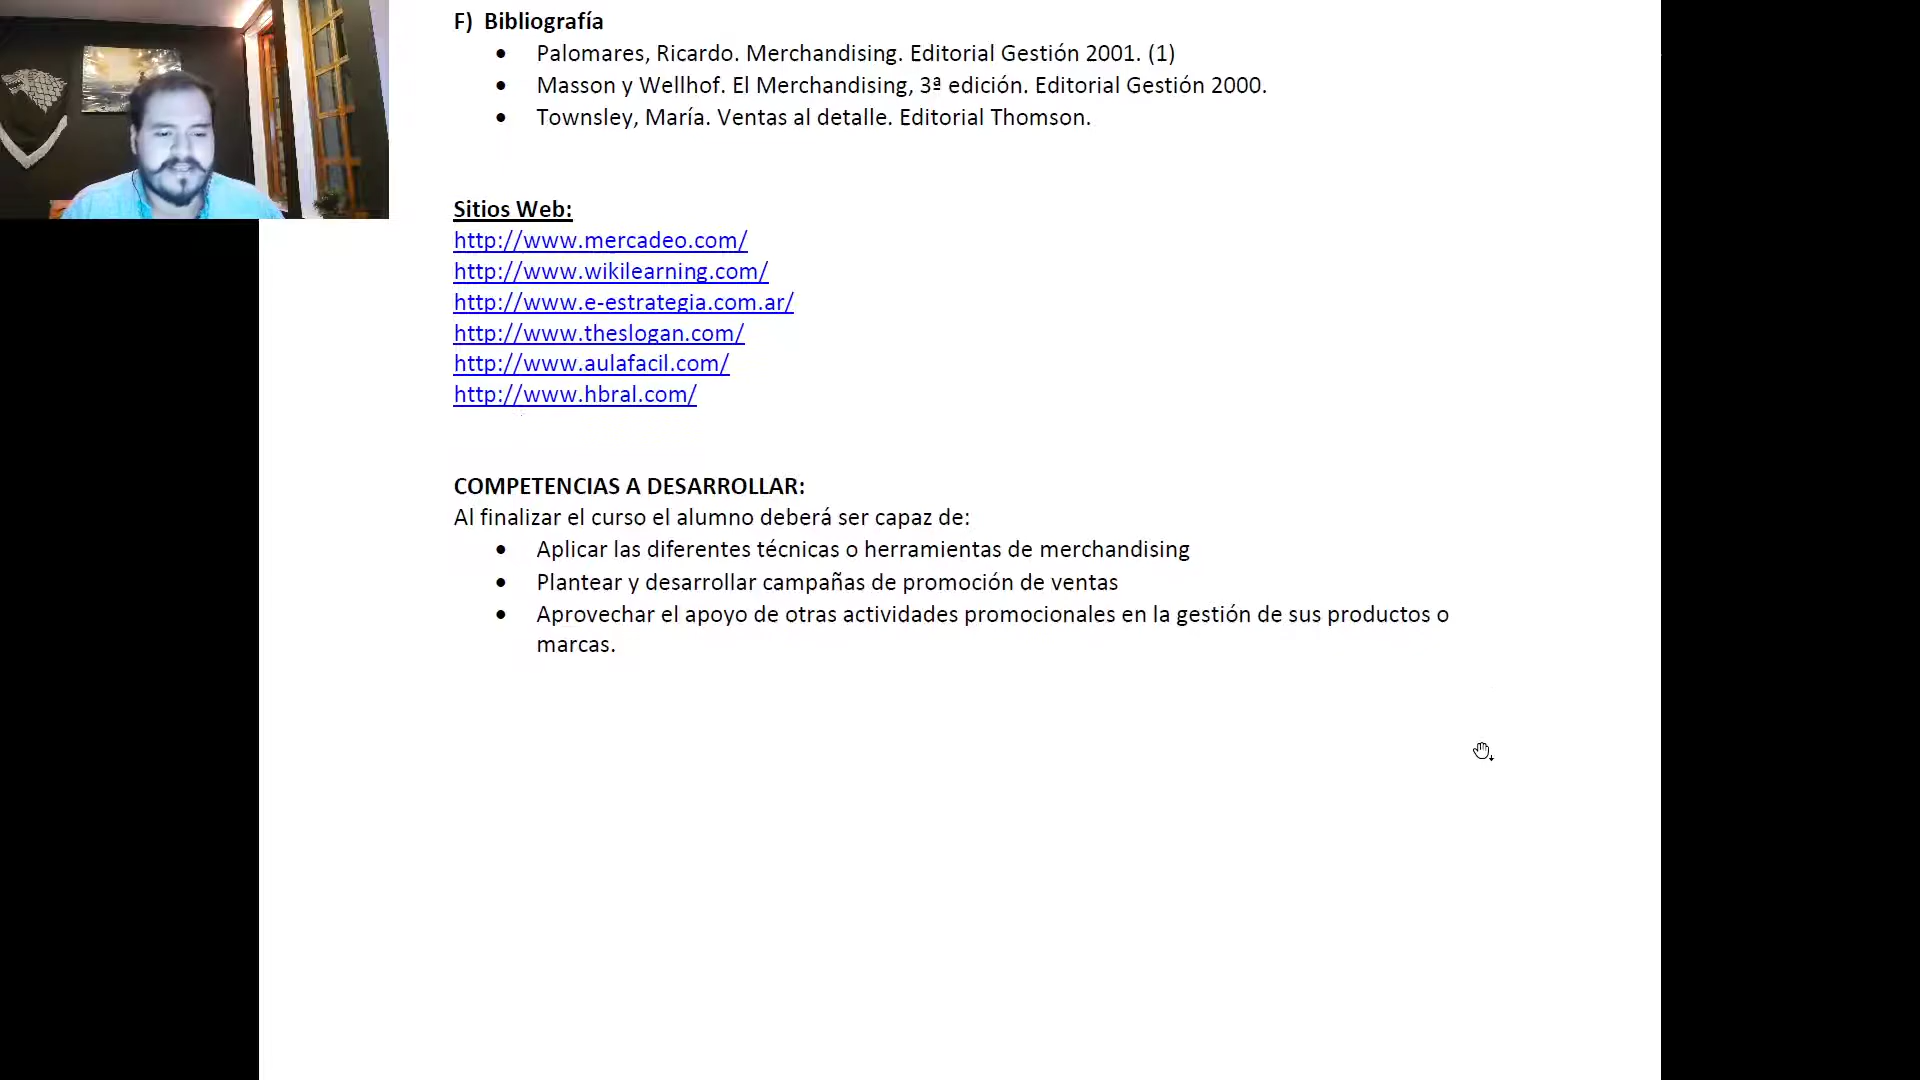 F) Bibliografía
• Palomares, Ricardo. Merchandising. Editorial Gestión 2001. (1)
• Masson y Wellhof. El Merchandising, 3ª edición. Editorial Gestión 2000.
• Townsley, María. Ventas al detalle. Editorial Thomson.
Sitios Web:
http://www.mercadeo.com/
http://www.wikilearning.com/
http://www.e-estrategia.com.ar/
http://www.theslogan.com/
http://www.aulafacil.com/
http://www.hbral.com/
COMPETENCIAS A DESARROLLAR:
Al finalizar el curso el alumno deberá ser capaz de:
• Aplicar las diferentes técnicas o herramientas de merchandising
• Plantear y desarrollar campañas de promoción de ventas
• Aprovechar el apoyo de otras actividades promocionales en la gestión de sus productos o
marcas.